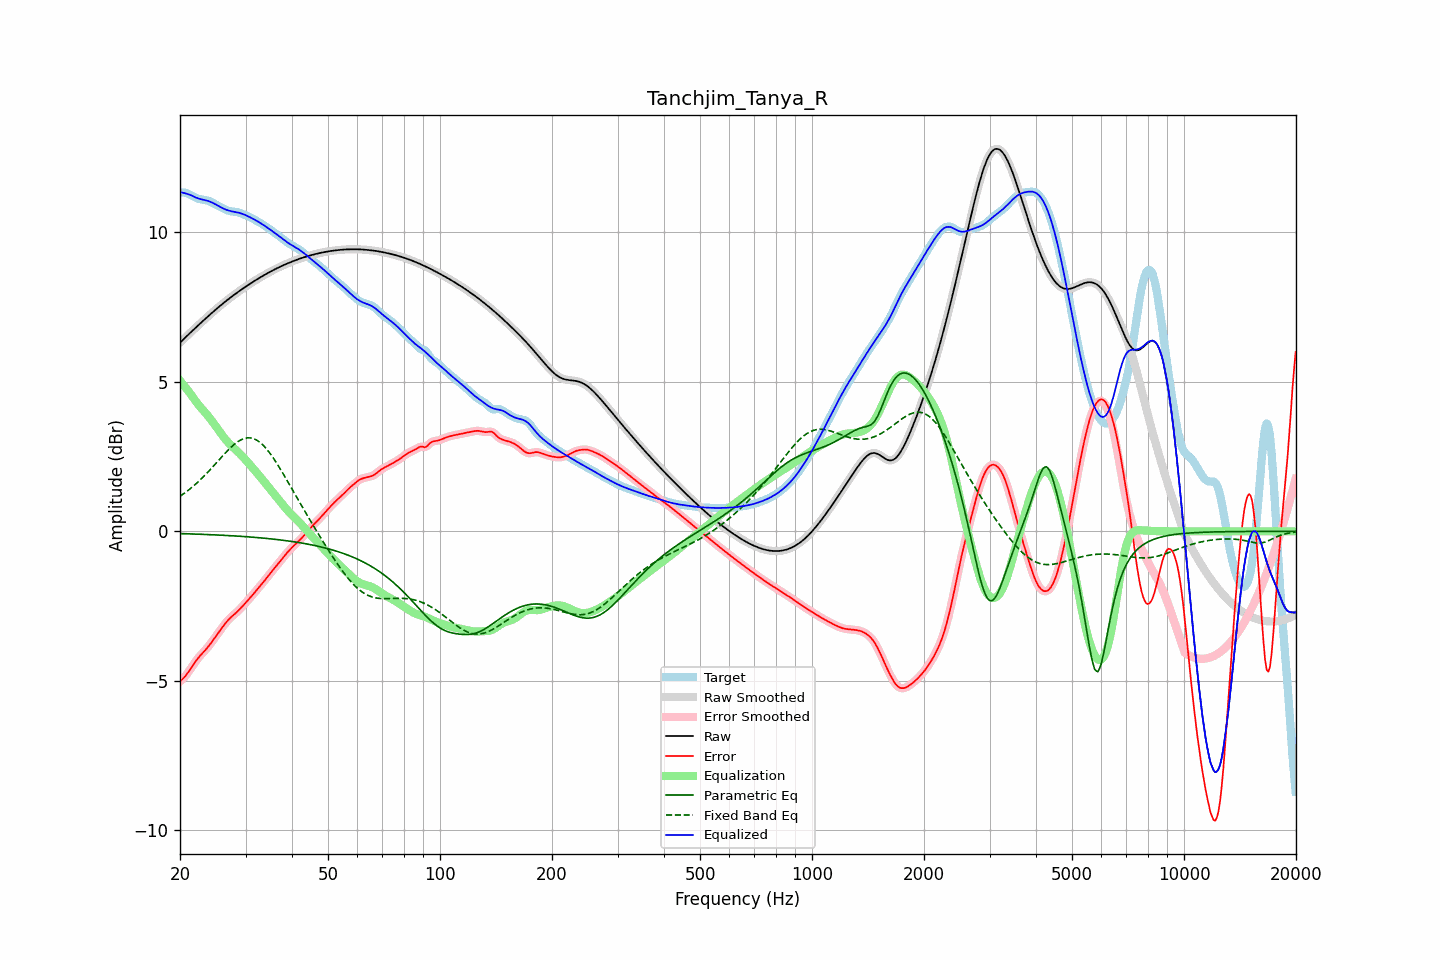 Tanchjim_Tanya_R
Amplitude (dBr)
10
5
0
−5
−10
Target
Raw Smoothed
Error Smoothed
Raw
Error
Equalization
Parametric Eq
Fixed Band Eq
Equalized
20 50 100 200 500 1000 2000 5000 10000 20000
Frequency (Hz)